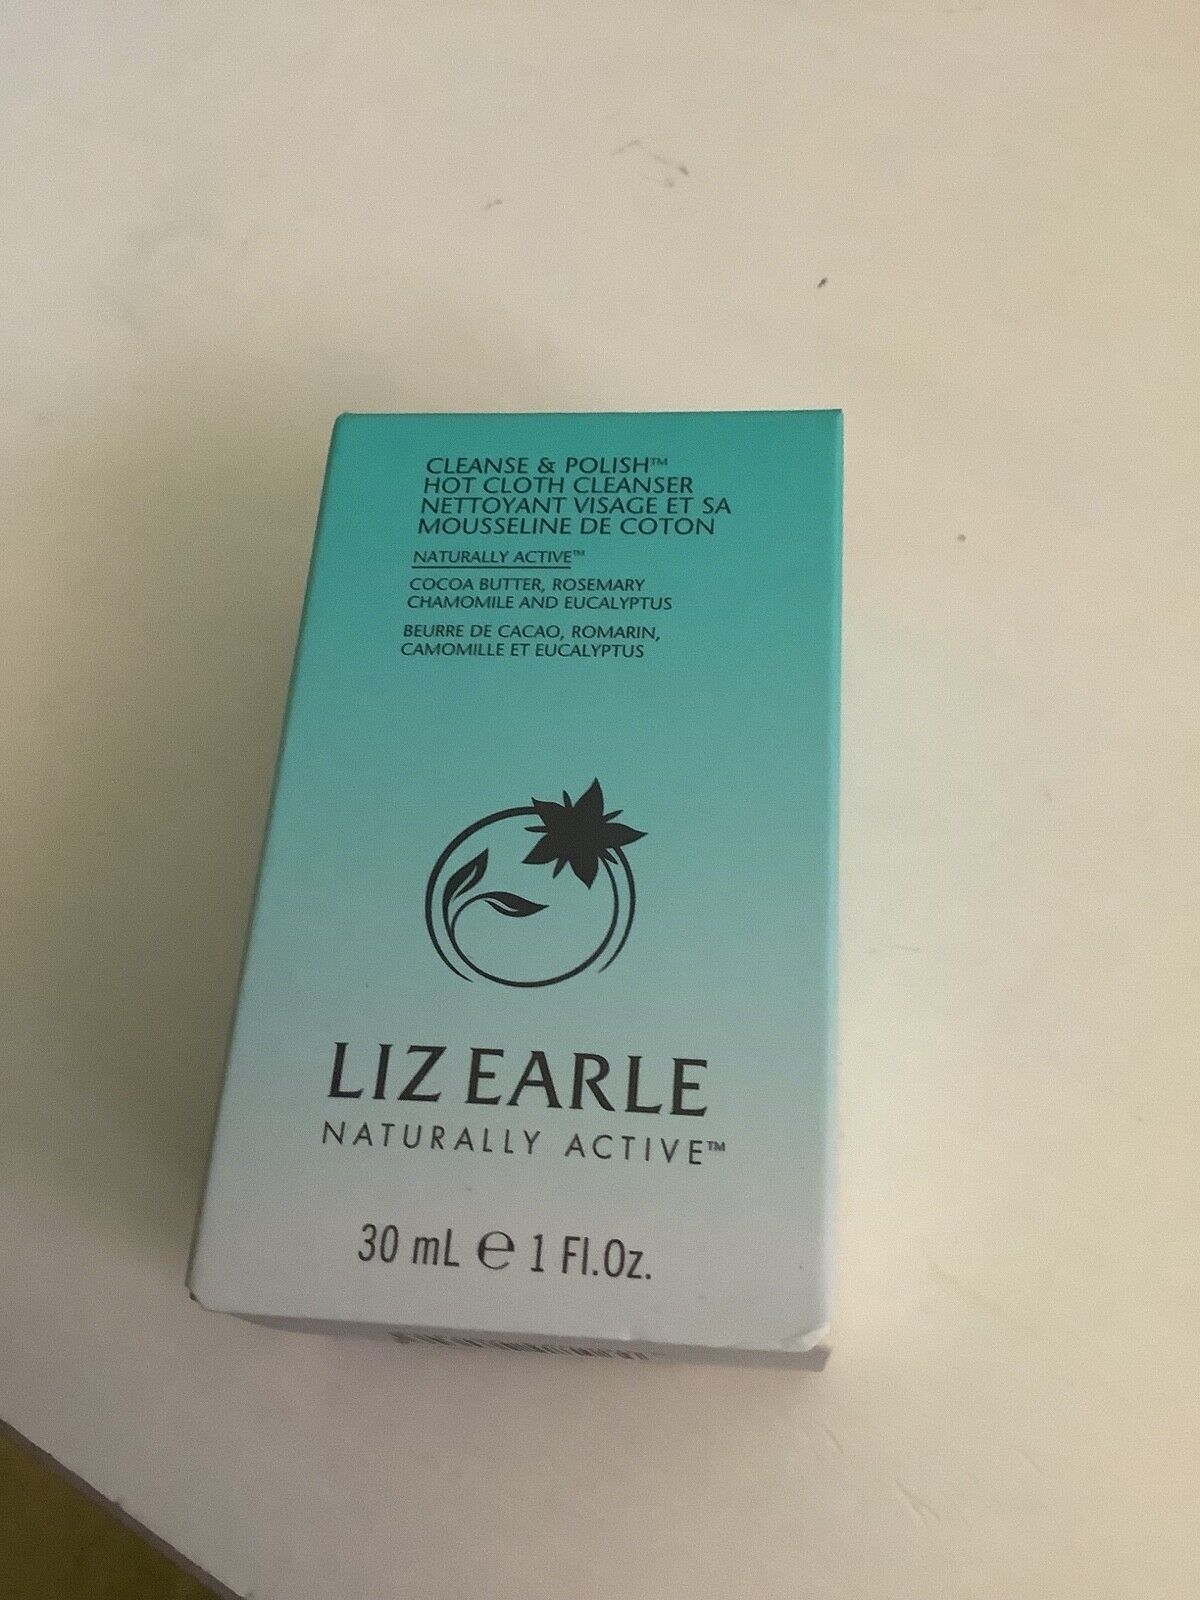 CLEANSE & POLISH™
HOT CLOTH CLEANSER
NETTOYANT VISAGE ET SA
MOUSSELINE DE COTON
NATURALLY ACTIVE™
COCOA BUTTER, ROSEMARY
CHAMOMILE AND EUCALYPTUS
BEURRE DE CACAO, ROMARIN,
CAMOMILLE ET EUCALYPTUS
LIZ EARLE
NATURALLY ACTIVE™
30 mL ℮ 1 Fl.Oz.